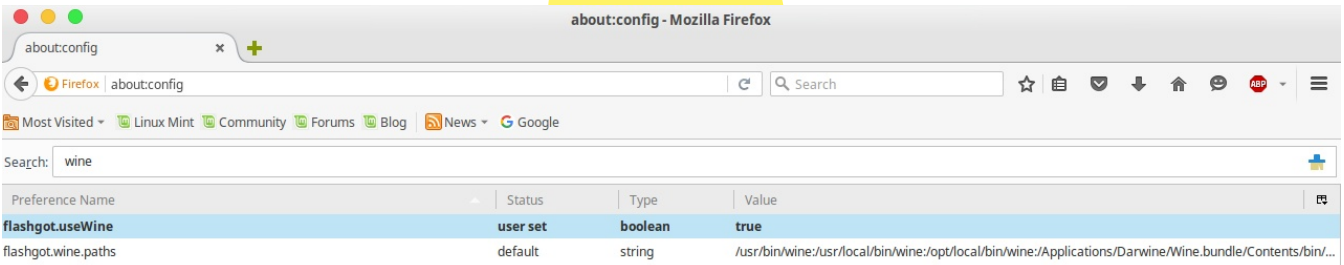 about:config - Mozilla Firefox
about:config
Firefox about:config Search ABP
Most Visited Linux Mint Community Forums Blog News Google
Search: wine
Preference Name Status Type Value
flashgot.useWine user set boolean true
flashgot.wine.paths default string /usr/bin/wine:/usr/local/bin/wine:/opt/local/bin/wine:/Applications/Darwine/Wine.bundle/Contents/bin/...